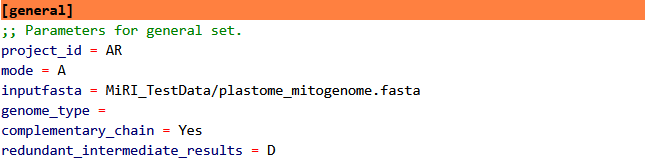 [general]
;; Parameters for general set.
project_id = AR
mode = A
inputfasta = MiRI_TestData/plastome_mitogenome.fasta
genome_type =
complementary_chain = Yes
redundant_intermediate_results = D